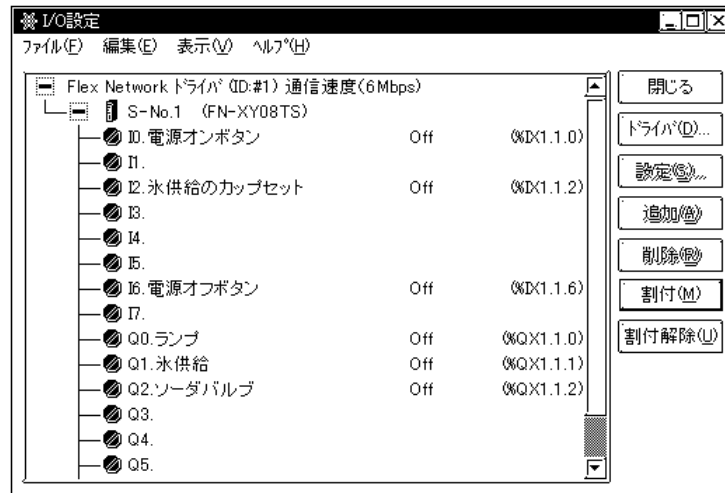 I/O設定
ファイル(F) 編集(E) 表示(V) ヘルプ(H)
Flex Network ドライバ (ID:#1) 通信速度(6Mbps)
S-No.1 (FN-XY08TS)
I0.電源オンボタン Off (%IX1.1.0)
I1.
I2.氷供給のカップセット Off (%IX1.1.2)
I3.
I4.
I5.
I6.電源オフボタン Off (%IX1.1.6)
I7.
Q0.ランプ Off (%QX1.1.0)
Q1.氷供給 Off (%QX1.1.1)
Q2.ソーダバルブ Off (%QX1.1.2)
Q3.
Q4.
Q5.
閉じる
ドライバ(D)...
設定(S)...
追加(A)
削除(R)
割付(M)
割付解除(U)